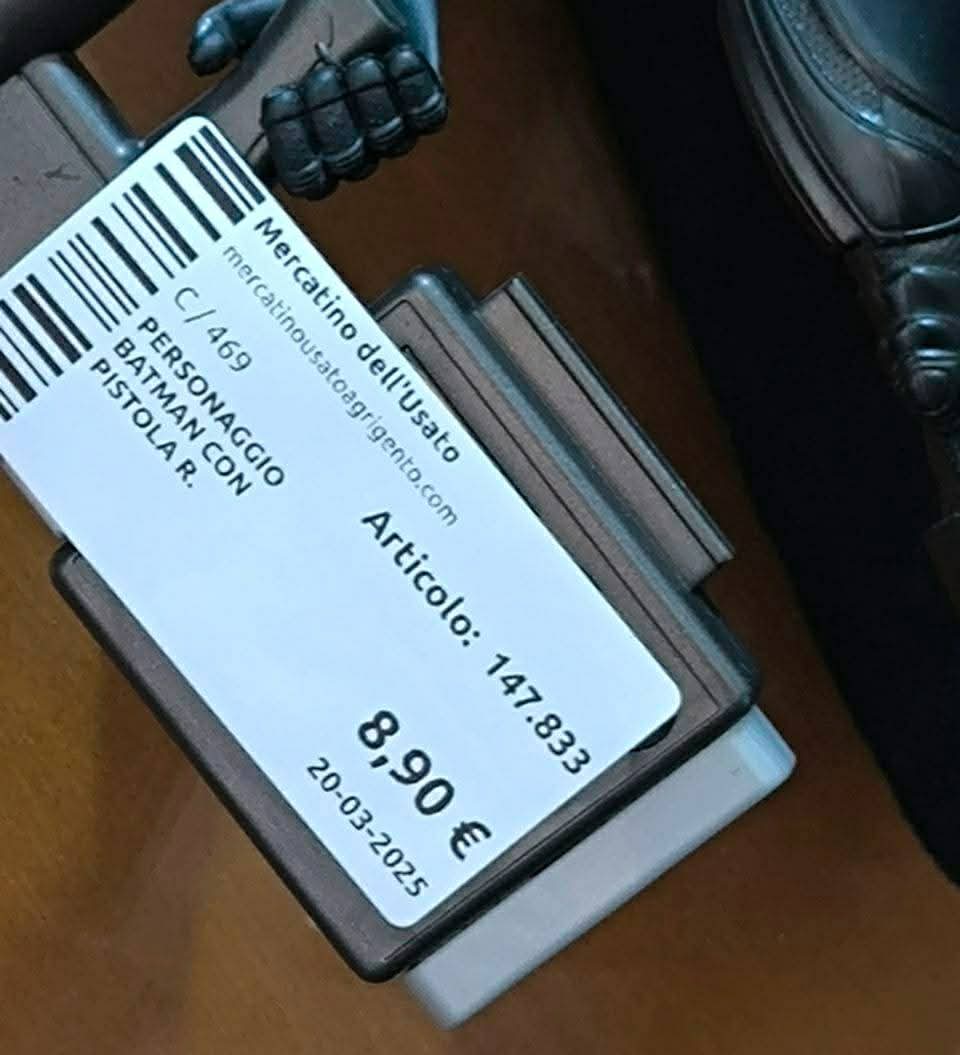 Mercatino dell'Usato
mercatinousatoagrigento.com
C/469
PERSONAGGIO
BATMAN CON
PISTOLA R.
Articolo: 147.833
8,90 €
20-03-2025